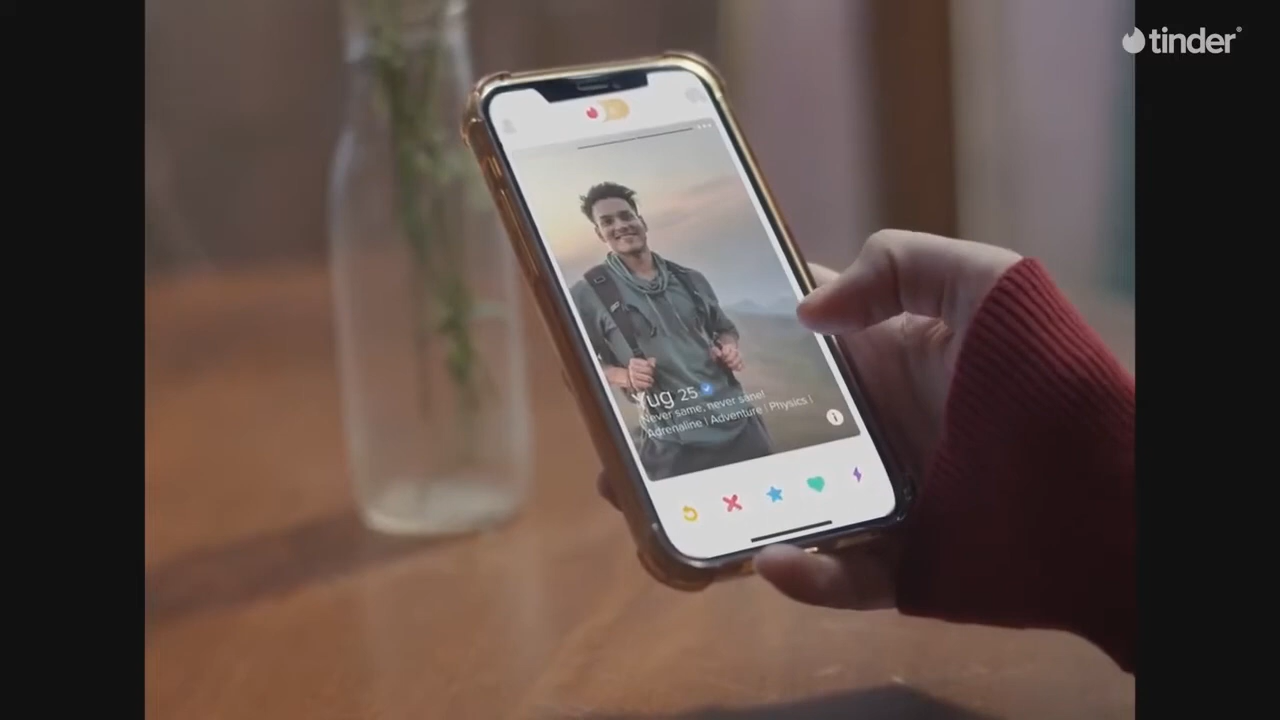 tinder
Yug 25
Never same, never sane!
Adrenaline | Adventure | Physics |